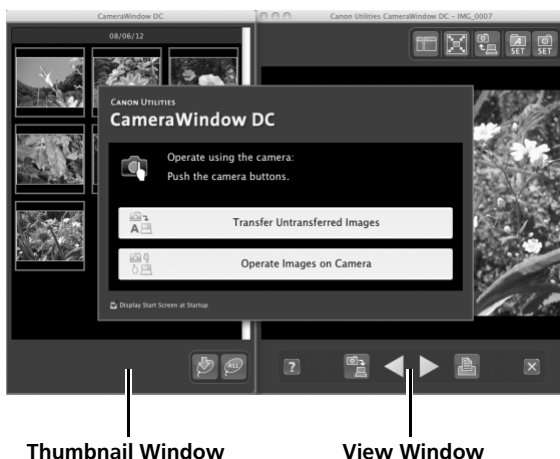 CameraWindow DC
Canon Utilities CameraWindow DC – IMG_0007
08/06/12
SET
SET
CANON UTILITIES
CameraWindow DC
Operate using the camera:
Push the camera buttons.
A
Transfer Untransferred Images
Operate Images on Camera
Display Start Screen at Startup
ALL
?
Thumbnail Window
View Window